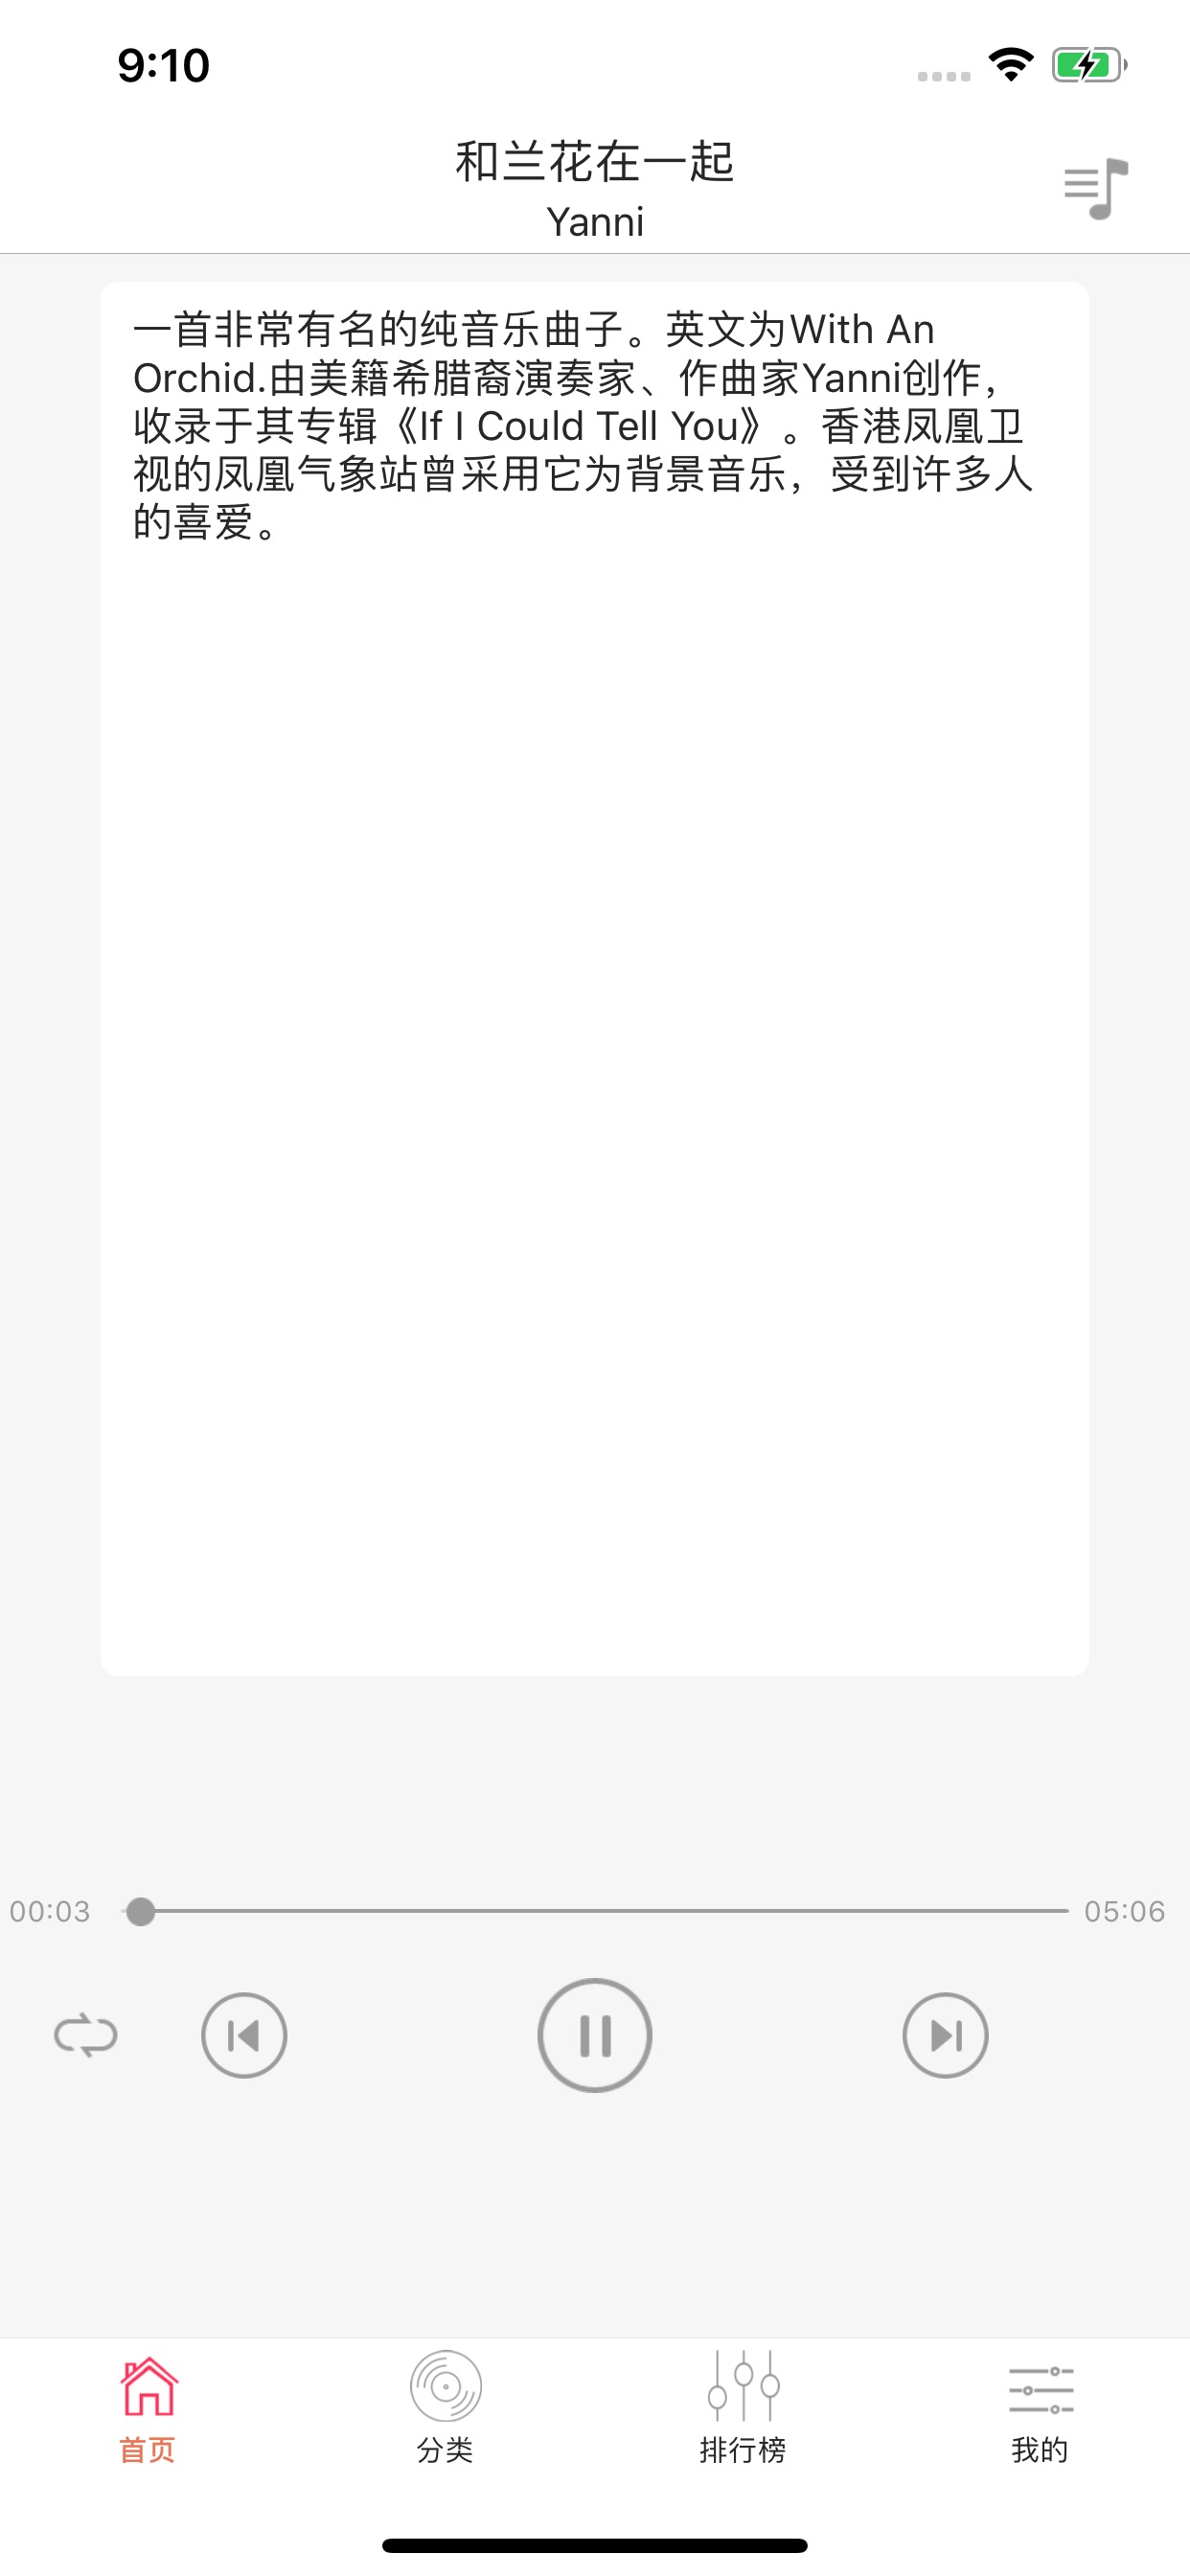 9:10
和兰花在一起
Yanni
一首非常有名的纯音乐曲子。英文为With An
Orchid.由美籍希腊裔演奏家、作曲家Yanni创作，
收录于其专辑《If I Could Tell You》。香港凤凰卫
视的凤凰气象站曾采用它为背景音乐，受到许多人
的喜爱。
00:03
05:06
首页
分类
排行榜
我的